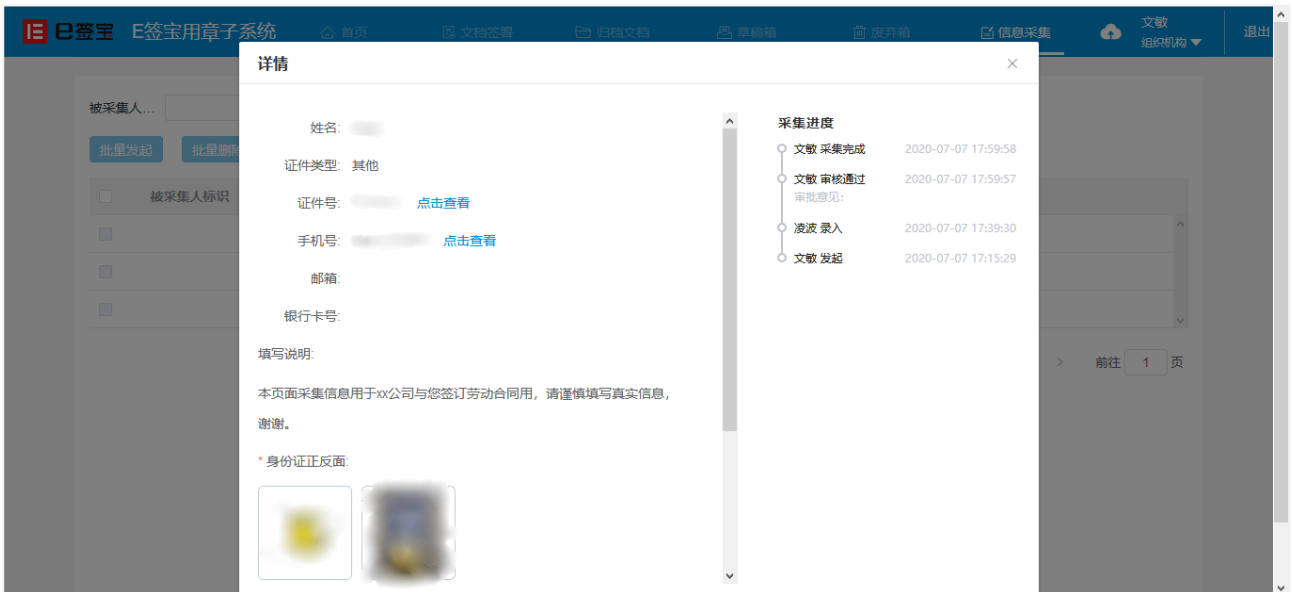 E签宝 E签宝用章子系统 首页 文档签署 归档文档 草稿箱 废弃箱 信息采集 文敏 退出
组织机构
详情
被采集人...
批量发起 批量删除
被采集人标识
姓名:
证件类型: 其他
证件号: 点击查看
手机号: 点击查看
邮箱:
银行卡号:
填写说明:
本页面采集信息用于xx公司与您签订劳动合同用，请谨慎填写真实信息，
谢谢。
* 身份证正反面:
采集进度
文敏 采集完成 2020-07-07 17:59:58
文敏 审核通过 2020-07-07 17:59:57
审批意见:
凌波 录入 2020-07-07 17:39:30
文敏 发起 2020-07-07 17:15:29
前往 1 页